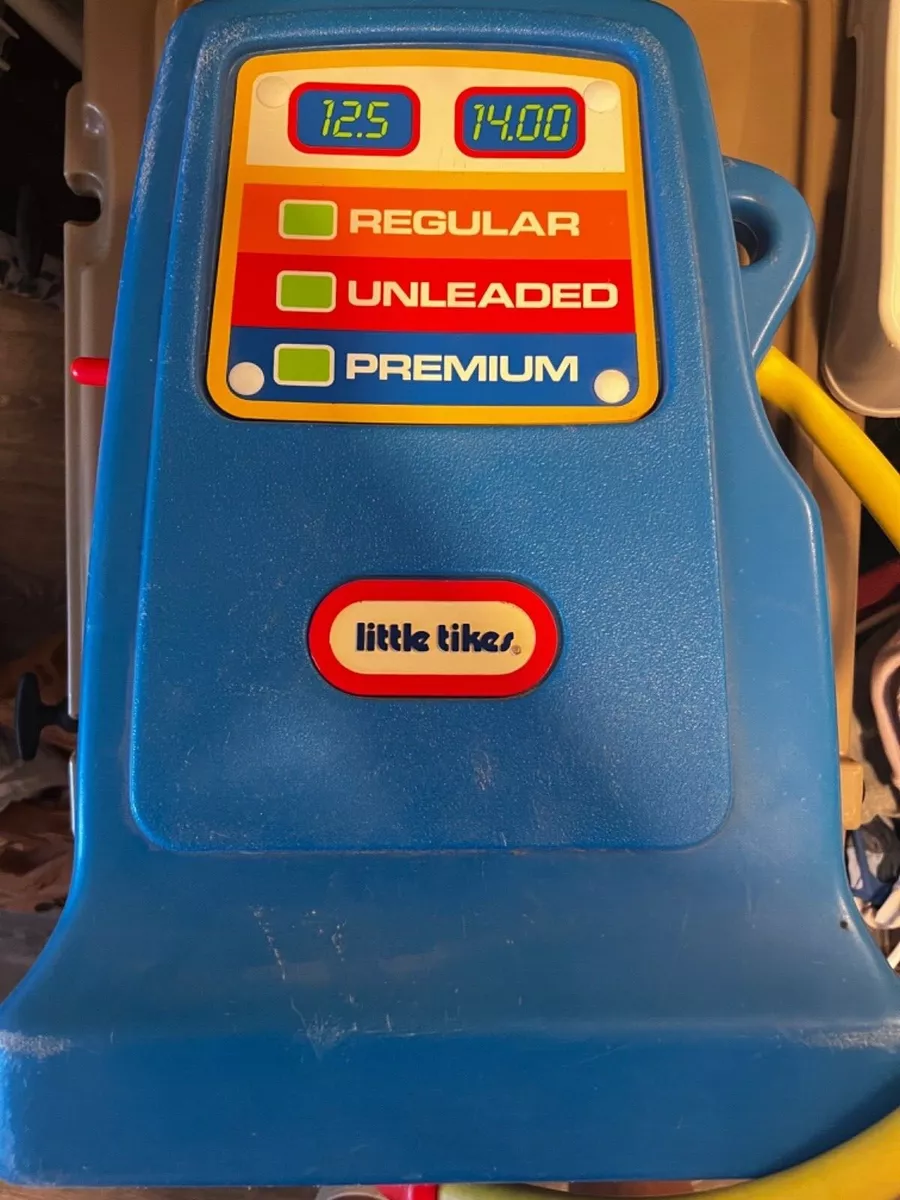 12.5 14.00
REGULAR
UNLEADED
PREMIUM
little tikes®